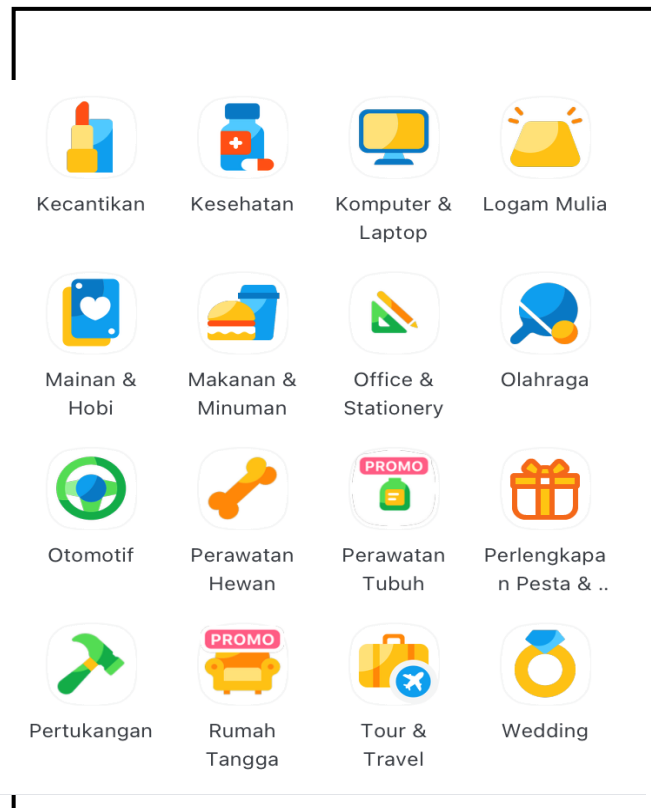 Kecantikan
Kesehatan
Komputer &
Laptop
Logam Mulia
Mainan &
Hobi
Makanan &
Minuman
Office &
Stationery
Olahraga
Otomotif
Perawatan
Hewan
PROMO
Perawatan
Tubuh
Perlengkapa
n Pesta & ..
Pertukangan
PROMO
Rumah
Tangga
Tour &
Travel
Wedding